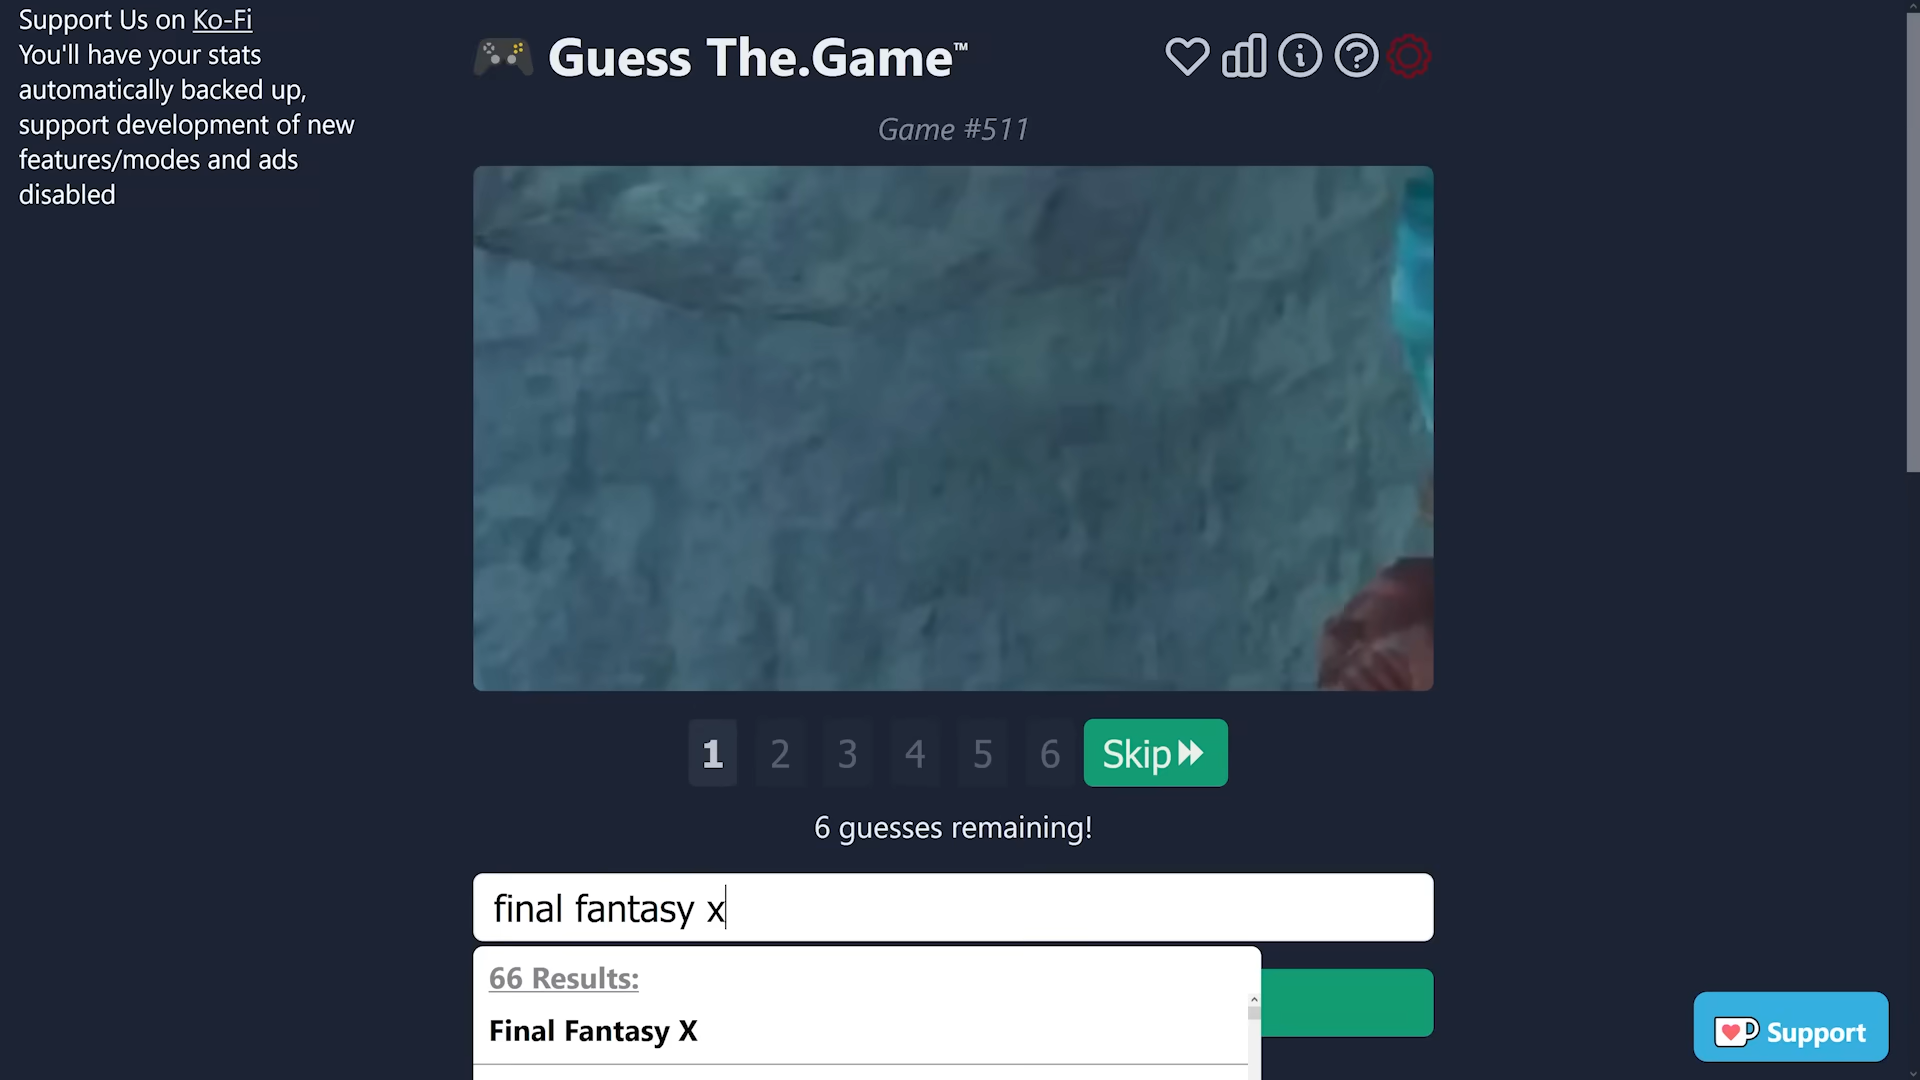 Support Us on Ko-Fi
You'll have your stats
automatically backed up,
support development of new
features/modes and ads
disabled
Guess The.Game™
Game #511
1 2 3 4 5 6 Skip
6 guesses remaining!
final fantasy x
66 Results:
Final Fantasy X
Support